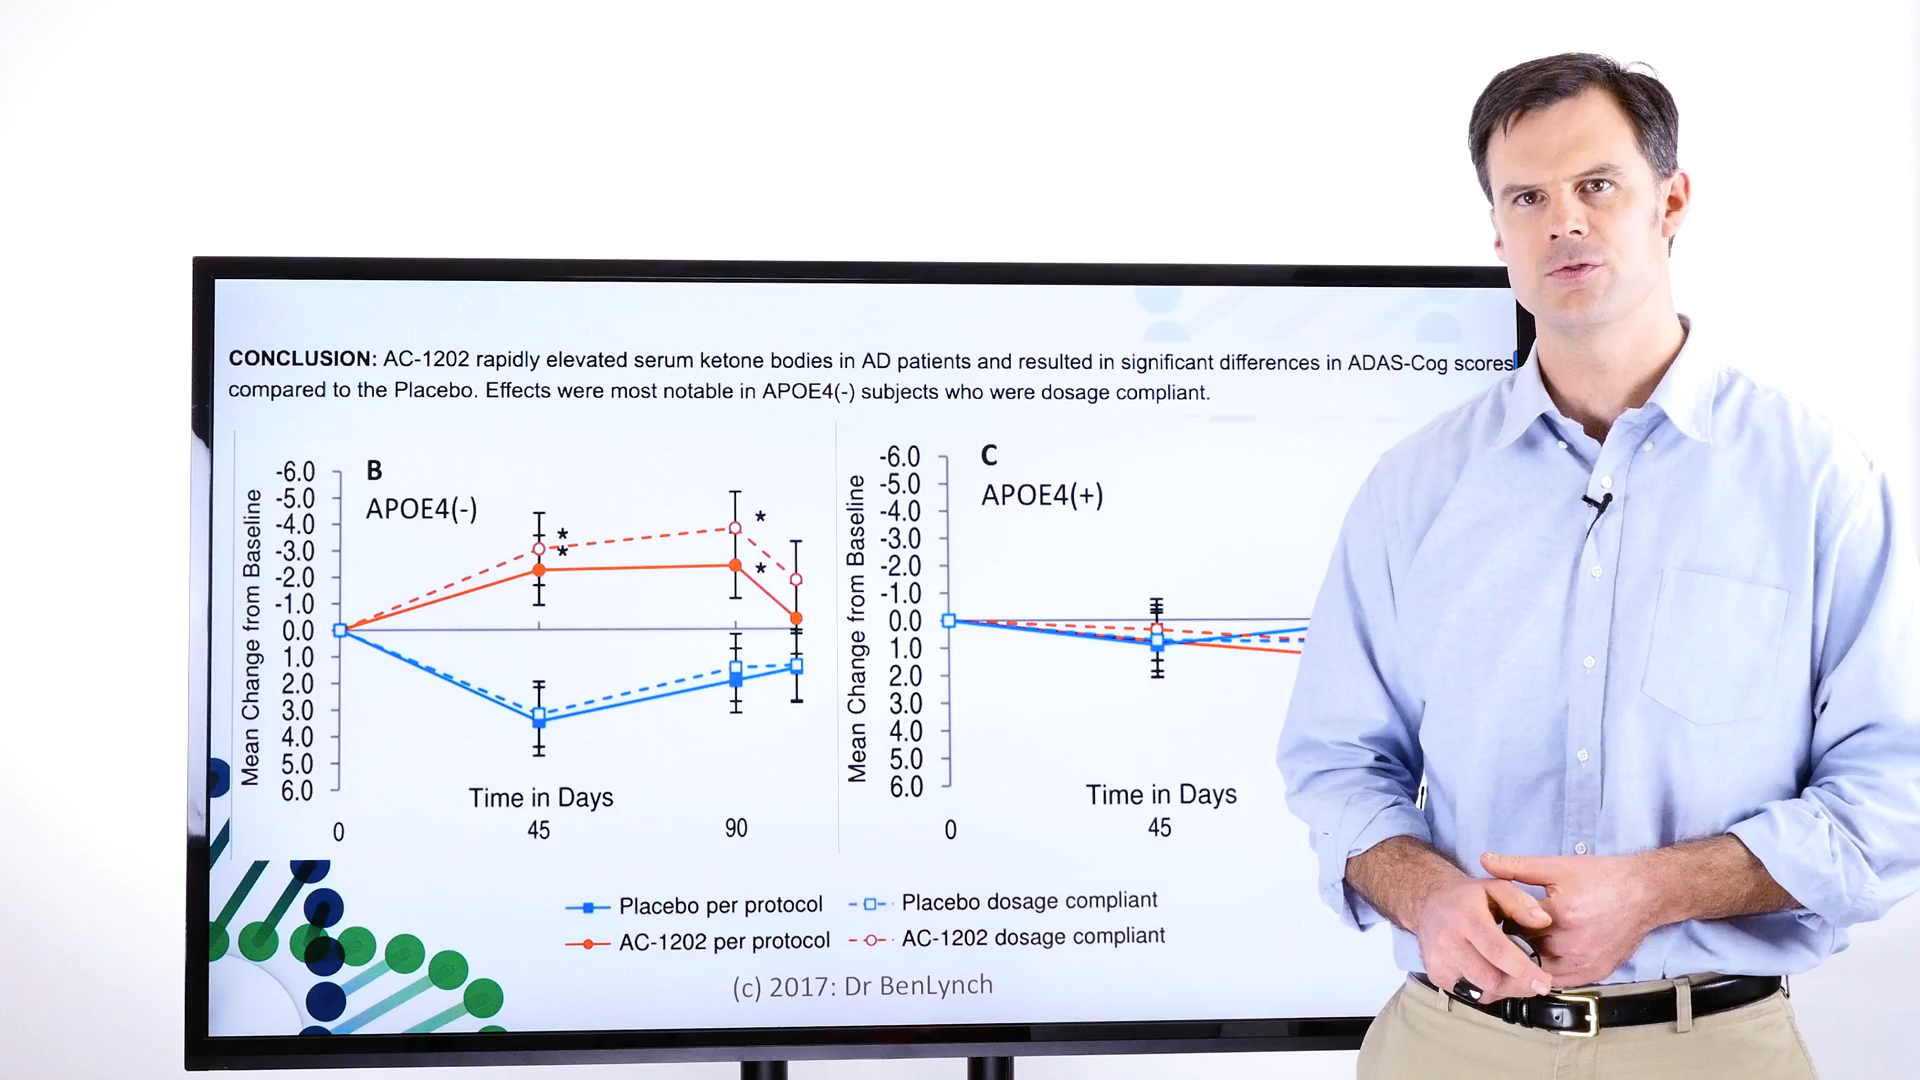 CONCLUSION: AC-1202 rapidly elevated serum ketone bodies in AD patients and resulted in significant differences in ADAS-Cog scores
compared to the Placebo. Effects were most notable in APOE4(-) subjects who were dosage compliant.
B
APOE4(-)
Mean Change from Baseline
-6.0
-5.0
-4.0
-3.0
-2.0
-1.0
0.0
1.0
2.0
3.0
4.0
5.0
6.0
*
*
*
*
Time in Days
0 45 90
C
APOE4(+)
Mean Change from Baseline
-6.0
-5.0
-4.0
-3.0
-2.0
-1.0
0.0
1.0
2.0
3.0
4.0
5.0
6.0
Time in Days
0 45
Placebo per protocol
Placebo dosage compliant
AC-1202 per protocol
AC-1202 dosage compliant
(c) 2017: Dr BenLynch